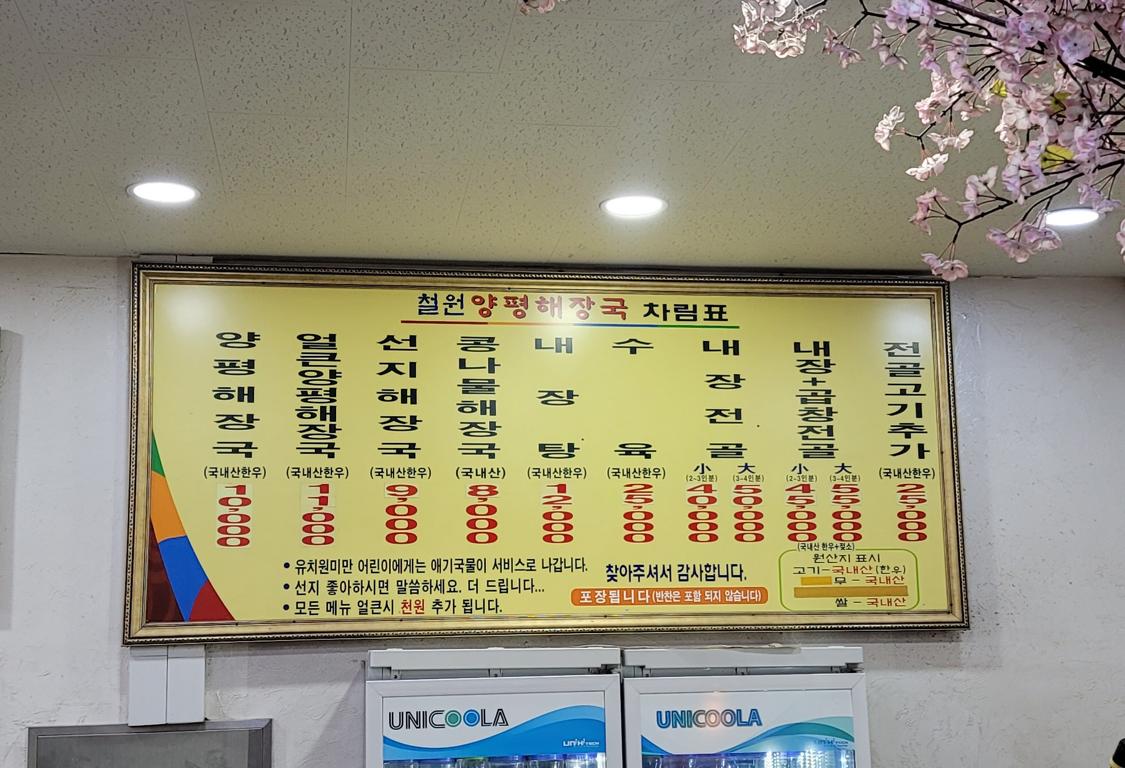 철원양평해장국 차림표
양평해장국
(국내산한우)
10,000
얼큰양평해장국
(국내산한우)
11,000
선지해장국
(국내산한우)
9,000
콩나물해장국
(국내산)
8,000
내장탕
(국내산한우)
12,000
수육
(국내산한우)
25,000
내장전골
小
(2-3인분)
40,000
大
(3-4인분)
50,000
내장+곱창전골
小
(2-3인분)
45,000
大
(3-4인분)
55,000
전골고기추가
(국내산한우)
25,000
• 유치원미만 어린이에게는 애기국물이 서비스로 나갑니다.
• 선지 좋아하시면 말씀하세요. 더 드립니다...
• 모든 메뉴 얼큰시 천원 추가 됩니다.
찾아주셔서 감사합니다.
포장됩니다(반찬은 포함 되지 않습니다)
(국내산 한우+젖소)
원산지 표시
고기-국내산(한우)
무 - 국내산
쌀 - 국내산
UNICOOLA
UNICOOLA